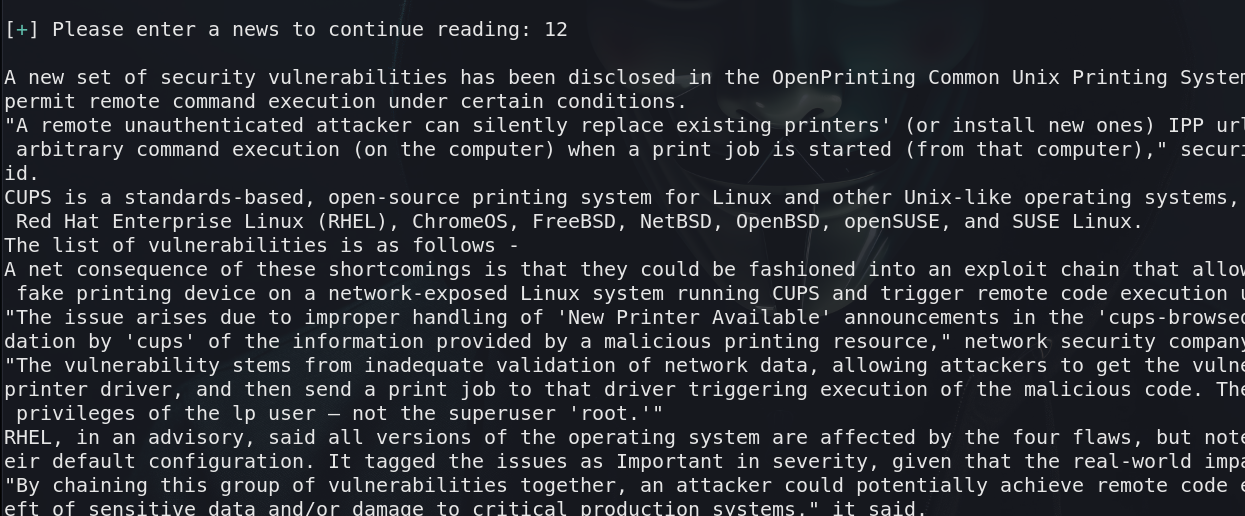 [+] Please enter a news to continue reading: 12
A new set of security vulnerabilities has been disclosed in the OpenPrinting Common Unix Printing System
permit remote command execution under certain conditions.
"A remote unauthenticated attacker can silently replace existing printers' (or install new ones) IPP url
arbitrary command execution (on the computer) when a print job is started (from that computer)," securi
id.
CUPS is a standards-based, open-source printing system for Linux and other Unix-like operating systems,
Red Hat Enterprise Linux (RHEL), ChromeOS, FreeBSD, NetBSD, OpenBSD, openSUSE, and SUSE Linux.
The list of vulnerabilities is as follows -
A net consequence of these shortcomings is that they could be fashioned into an exploit chain that allow
fake printing device on a network-exposed Linux system running CUPS and trigger remote code execution u
"The issue arises due to improper handling of 'New Printer Available' announcements in the 'cups-browsed
dation by 'cups' of the information provided by a malicious printing resource," network security company
"The vulnerability stems from inadequate validation of network data, allowing attackers to get the vulne
printer driver, and then send a print job to that driver triggering execution of the malicious code. The
privileges of the lp user – not the superuser 'root.'"
RHEL, in an advisory, said all versions of the operating system are affected by the four flaws, but note
eir default configuration. It tagged the issues as Important in severity, given that the real-world impa
"By chaining this group of vulnerabilities together, an attacker could potentially achieve remote code e
eft of sensitive data and/or damage to critical production systems," it said.